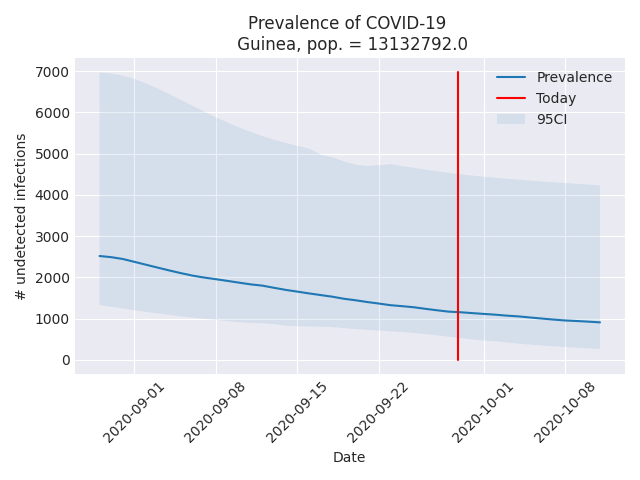 Prevalence of COVID-19
Guinea, pop. = 13132792.0
7000
6000
5000
4000
3000
2000
1000
0
# undetected infections
Prevalence
Today
95CI
2020-09-01
2020-09-08
2020-09-15
2020-09-22
2020-10-01
2020-10-08
Date